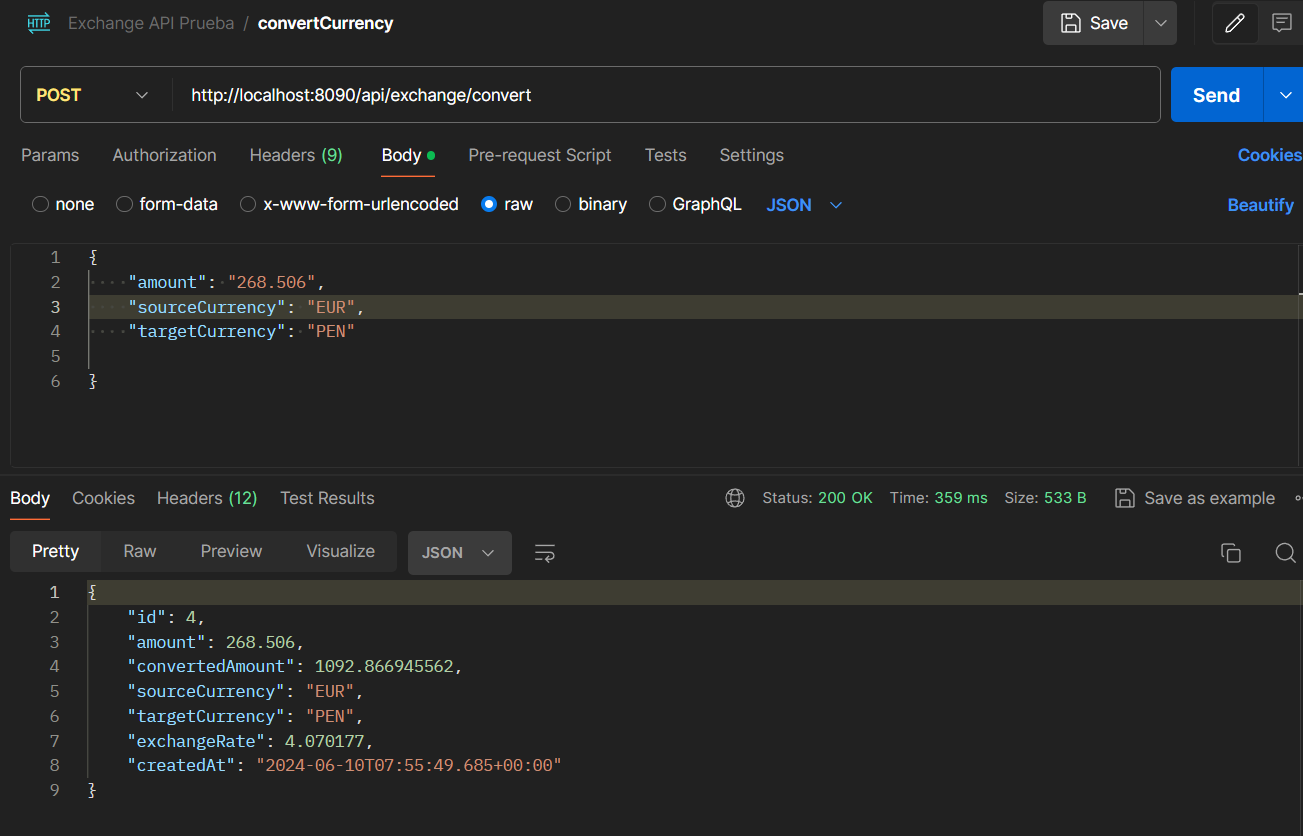 HTTP Exchange API Prueba / convertCurrency Save
POST http://localhost:8090/api/exchange/convert Send
Params Authorization Headers (9) Body Pre-request Script Tests Settings Cookies
none form-data x-www-form-urlencoded raw binary GraphQL JSON Beautify
1 {
2 "amount": "268.506",
3 "sourceCurrency": "EUR",
4 "targetCurrency": "PEN"
5
6 }
Body Cookies Headers (12) Test Results Status: 200 OK Time: 359 ms Size: 533 B Save as example
Pretty Raw Preview Visualize JSON
1 {
2 "id": 4,
3 "amount": 268.506,
4 "convertedAmount": 1092.866945562,
5 "sourceCurrency": "EUR",
6 "targetCurrency": "PEN",
7 "exchangeRate": 4.070177,
8 "createdAt": "2024-06-10T07:55:49.685+00:00"
9 }